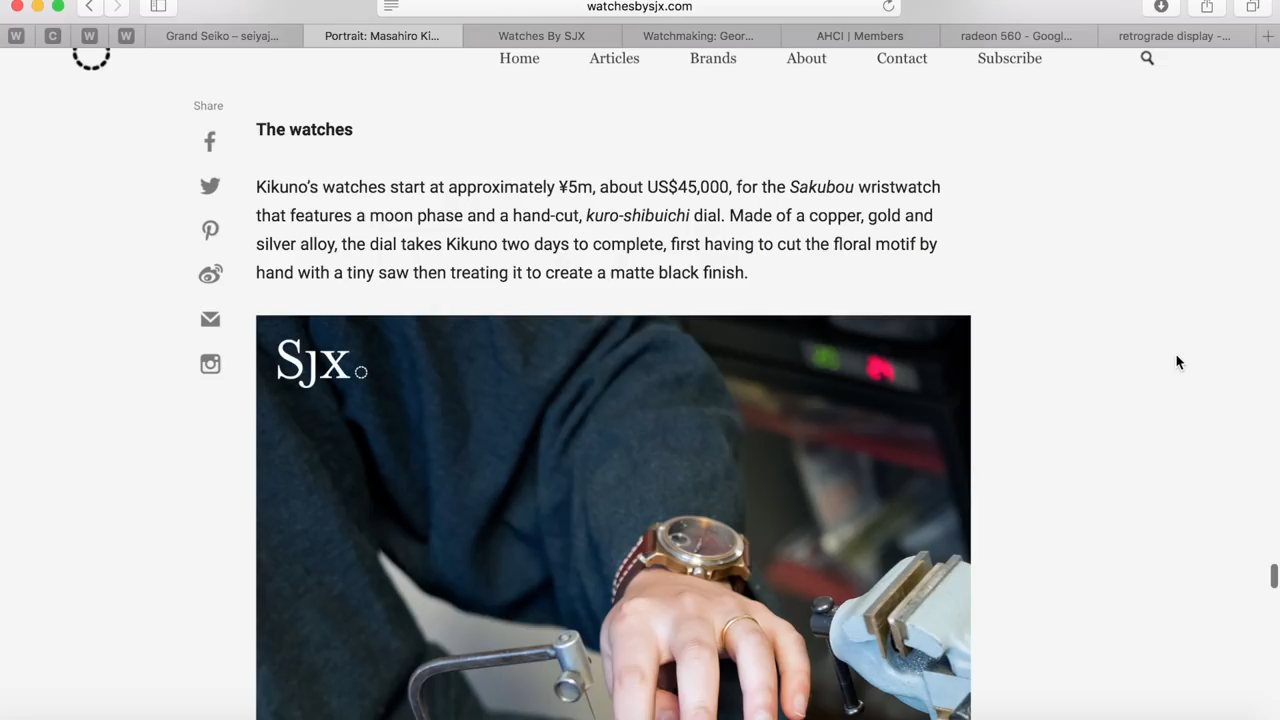 watchesbysjx.com
W
C
W
W
Grand Seiko – seiyaj...
Portrait: Masahiro Ki...
Watches By SJX
Watchmaking: Geor...
AHCI | Members
radeon 560 - Googl...
retrograde display -...
Home
Articles
Brands
About
Contact
Subscribe
Share
The watches
Kikuno’s watches start at approximately ¥5m, about US$45,000, for the Sakubou wristwatch
that features a moon phase and a hand-cut, kuro-shibuichi dial. Made of a copper, gold and
silver alloy, the dial takes Kikuno two days to complete, first having to cut the floral motif by
hand with a tiny saw then treating it to create a matte black finish.
Sjx